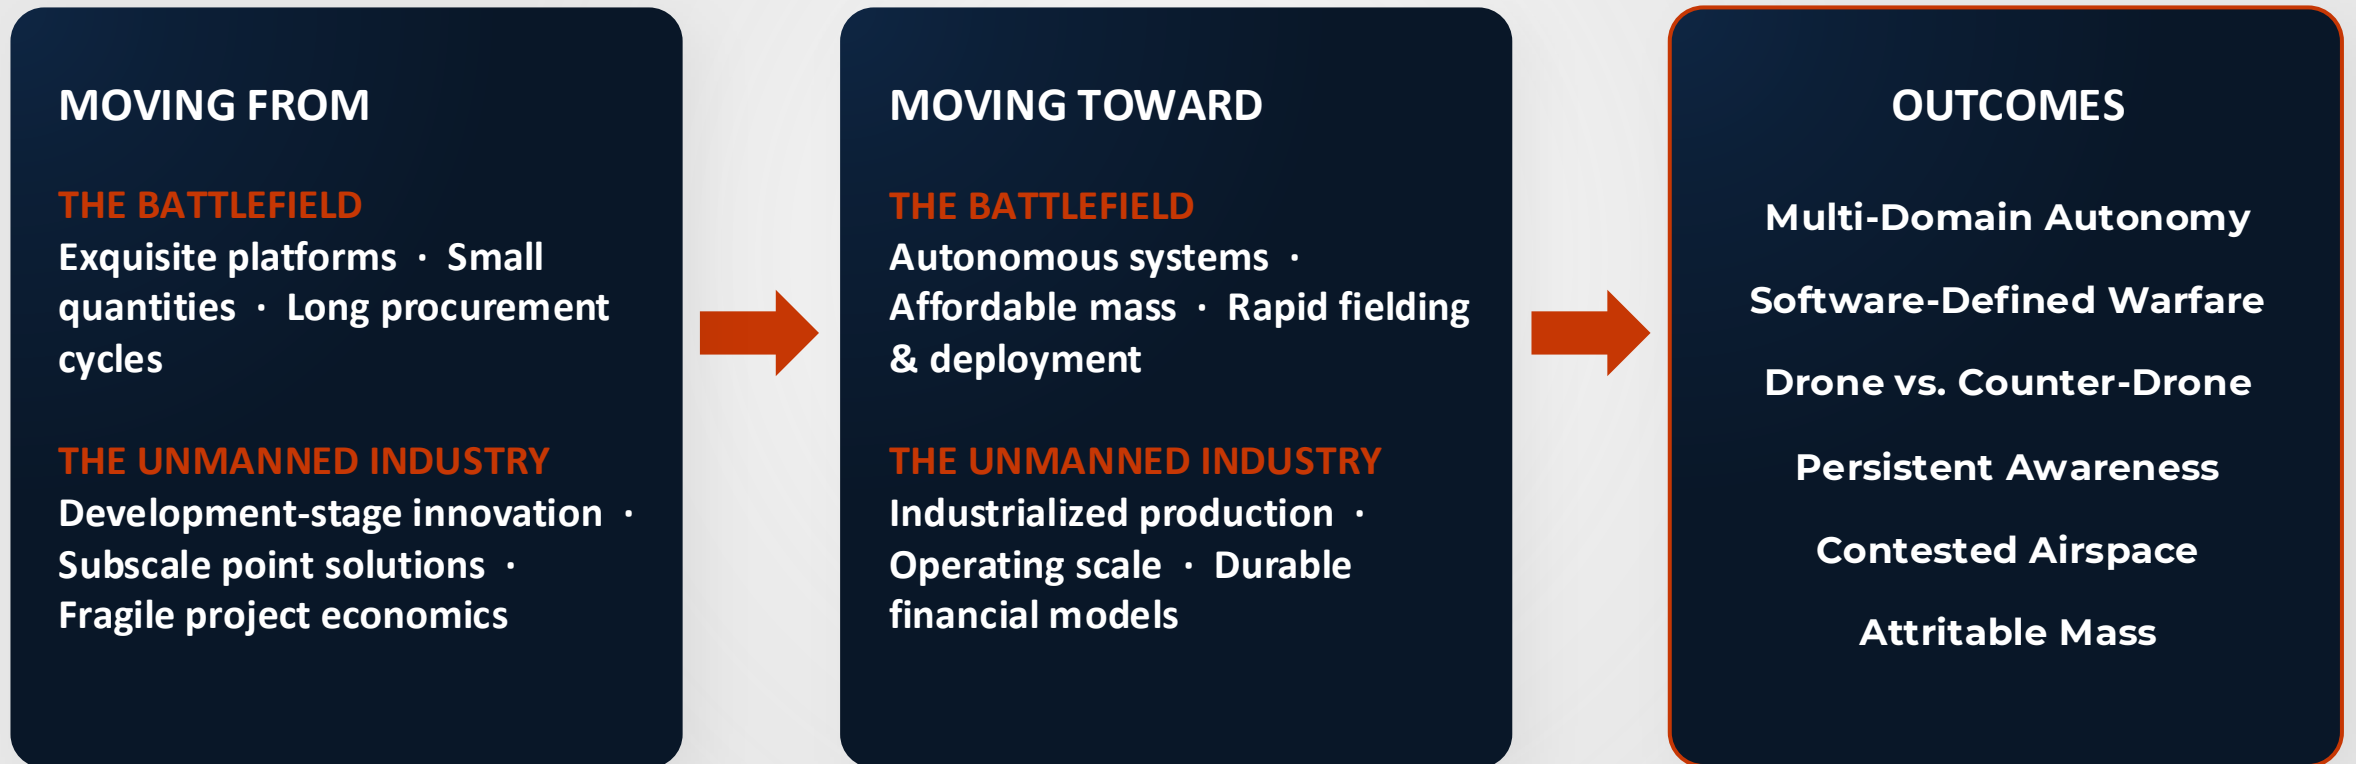 MOVING FROM
THE BATTLEFIELD
Exquisite platforms · Small
quantities · Long procurement
cycles
THE UNMANNED INDUSTRY
Development-stage innovation ·
Subscale point solutions ·
Fragile project economics
MOVING TOWARD
THE BATTLEFIELD
Autonomous systems ·
Affordable mass · Rapid fielding
& deployment
THE UNMANNED INDUSTRY
Industrialized production ·
Operating scale · Durable
financial models
OUTCOMES
Multi-Domain Autonomy
Software-Defined Warfare
Drone vs. Counter-Drone
Persistent Awareness
Contested Airspace
Attritable Mass